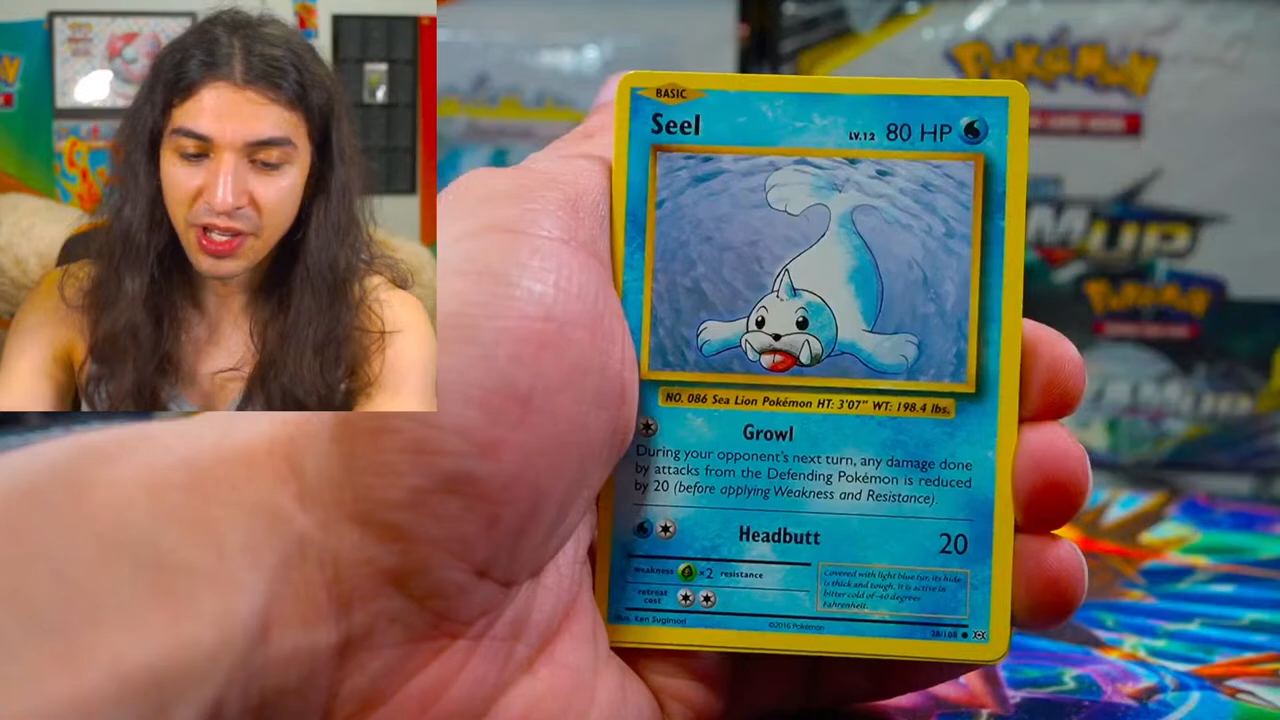 BASIC
Seel
LV.12 80 HP
NO. 086 Sea Lion Pokémon HT: 3'07" WT: 198.4 lbs.
Growl
During your opponent's next turn, any damage done
by attacks from the Defending Pokémon is reduced
by 20 (before applying Weakness and Resistance).
Headbutt 20
weakness ×2 resistance
retreat
cost
Covered with light blue fur, its hide
is thick and tough. It is active in
bitter cold of -40 degrees
Fahrenheit.
Illus. Ken Sugimori
©2016 Pokémon
28/108
POKÉMON
POKÉMON